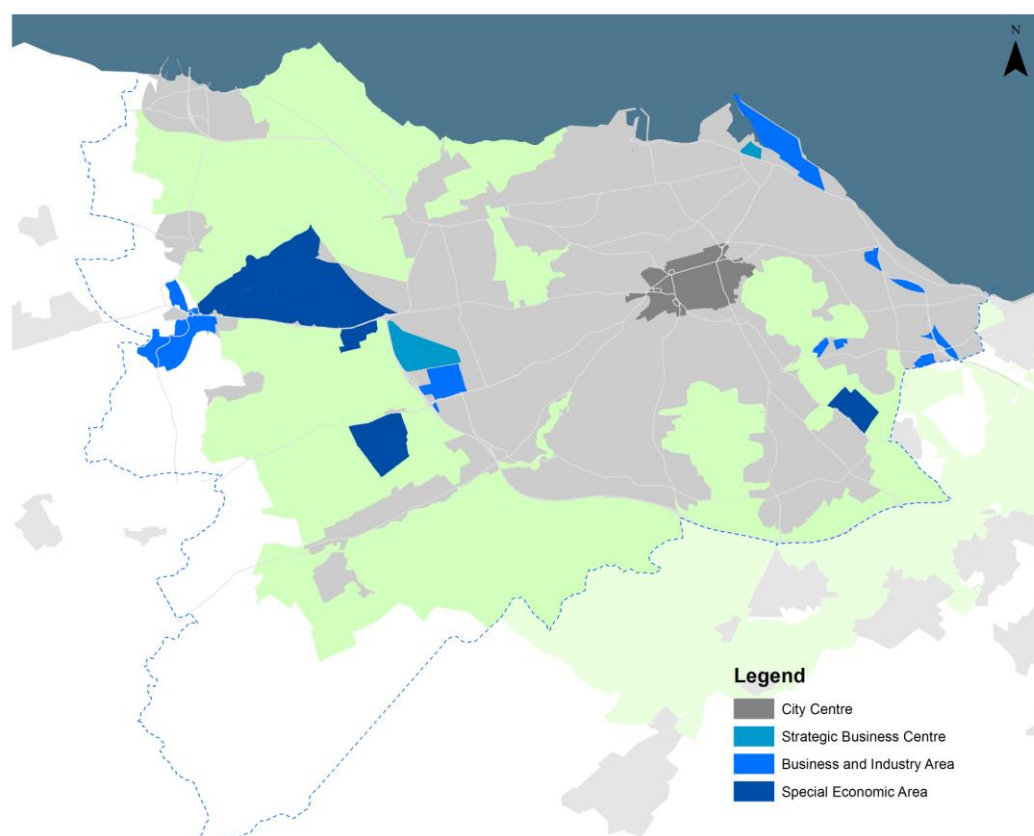 N
Legend
City Centre
Strategic Business Centre
Business and Industry Area
Special Economic Area